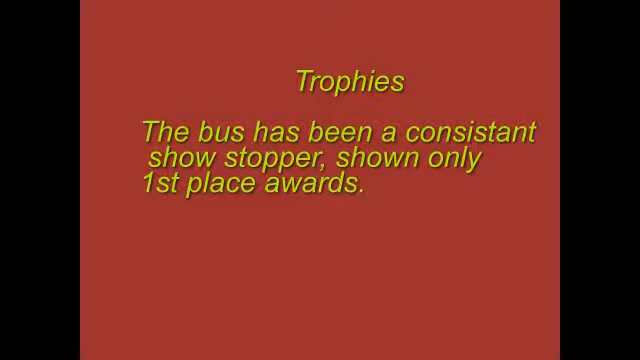 Trophies
The bus has been a consistant
show stopper, shown only
1st place awards.